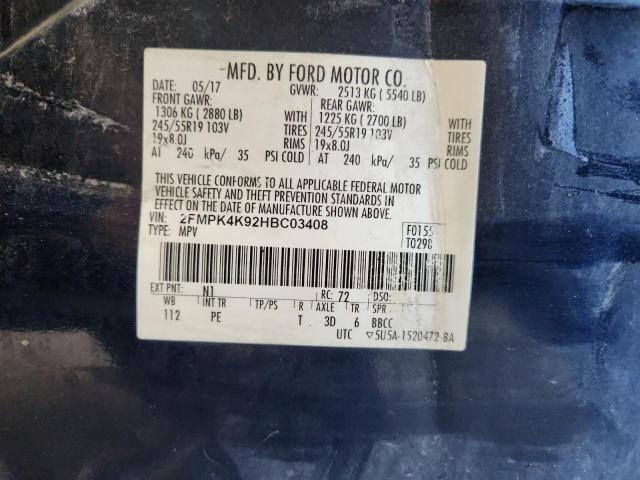 MFD. BY FORD MOTOR CO.
DATE: 05/17 GVWR: 2513 KG ( 5540 LB)
FRONT GAWR: REAR GAWR:
1306 KG ( 2880 LB) WITH 1225 KG ( 2700 LB) WITH
245/55R19 103V TIRES 245/55R19 103V TIRES
19x8.0J RIMS 19x8.0J RIMS
AT 240 kPa/ 35 PSI COLD AT 240 kPa/ 35 PSI COLD
THIS VEHICLE CONFORMS TO ALL APPLICABLE FEDERAL MOTOR
VEHICLE SAFETY AND THEFT PREVENTION STANDARDS IN
EFFECT ON THE DATE OF MANUFACTURE SHOWN ABOVE.
VIN: 2FMPK4K92HBC03408 F0155
TYPE: MPV T0298
EXT PNT: N1 RC: 72 DSO:
WB INT TR TP/PS R AXLE TR SPR
112 PE T 3D 6 BBCC
UTC ▽5U5A-1520472-BA